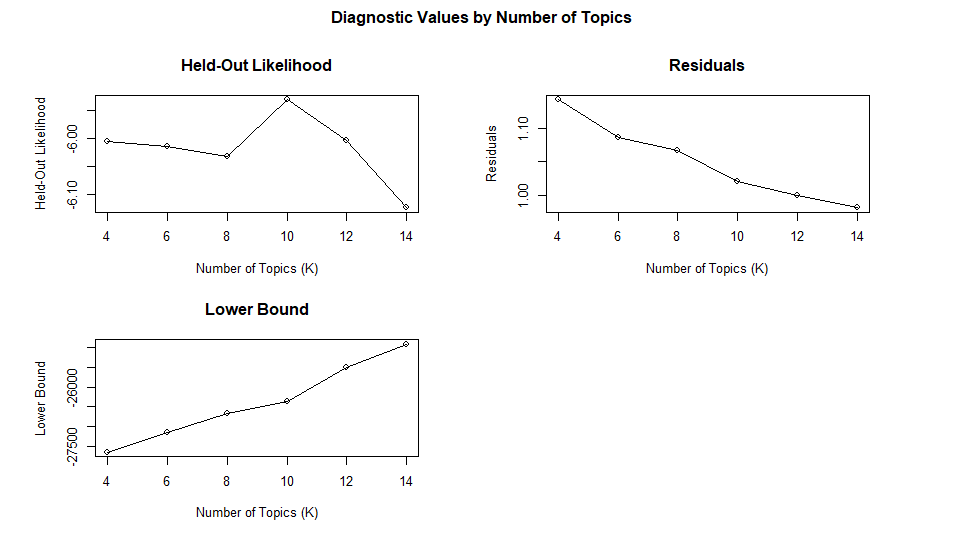 Diagnostic Values by Number of Topics
Held-Out Likelihood
Held-Out Likelihood
-6.00
-6.10
4 6 8 10 12 14
Number of Topics (K)
Residuals
Residuals
1.10
1.00
4 6 8 10 12 14
Number of Topics (K)
Lower Bound
Lower Bound
-26000
-27500
4 6 8 10 12 14
Number of Topics (K)